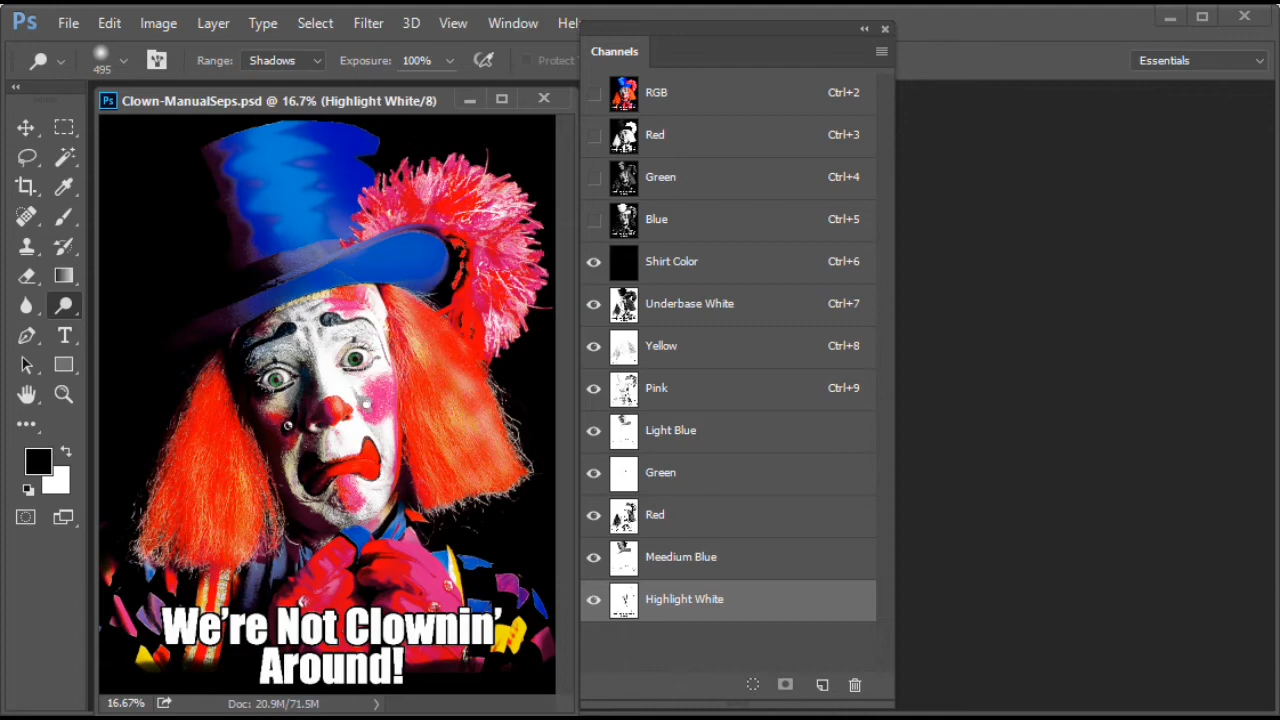 Ps File Edit Image Layer Type Select Filter 3D View Window Hel
495 Range: Shadows Exposure: 100% Protect Essentials
Ps Clown-ManualSeps.psd @ 16.7% (Highlight White/8)
We're Not Clownin'
Around!
16.67% Doc: 20.9M/71.5M
Channels
RGB Ctrl+2
Red Ctrl+3
Green Ctrl+4
Blue Ctrl+5
Shirt Color Ctrl+6
Underbase White Ctrl+7
Yellow Ctrl+8
Pink Ctrl+9
Light Blue
Green
Red
Meedium Blue
Highlight White